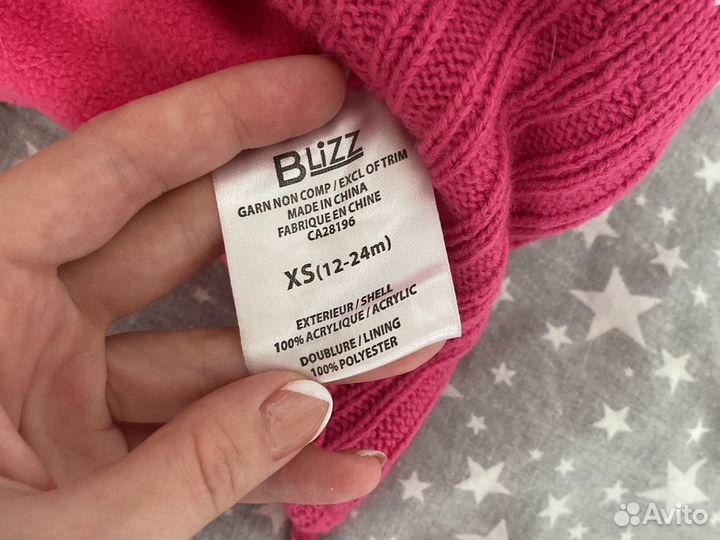 BLiZZ
GARN NON COMP / EXCL OF TRIM
MADE IN CHINA
FABRIQUE EN CHINE
CA28196
XS(12-24m)
EXTERIEUR / SHELL
100% ACRYLIQUE / ACRYLIC
DOUBLURE / LINING
100% POLYESTER
Avito